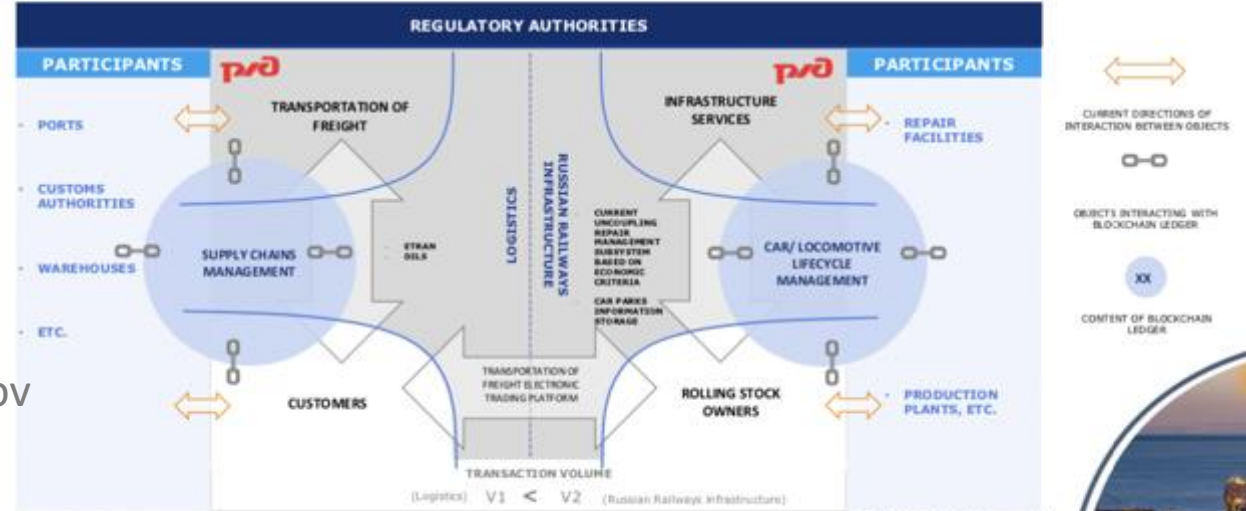 REGULATORY AUTHORITIES
PARTICIPANTS
PARTICIPANTS
ржд
ржд
TRANSPORTATION OF
FREIGHT
INFRASTRUCTURE
SERVICES
- PORTS
- CUSTOMS
AUTHORITIES
- WAREHOUSES
- ETC.
SUPPLY CHAINS
MANAGEMENT
ETRAN
DILS
LOGISTICS
RUSSIAN RAILWAYS
INFRASTRUCTURE
CURRENT
UNCOUPLING
REPAIR
MANAGEMENT
SUBSYSTEM
BASED ON
ECONOMIC
CRITERIA
CAR PARKS
INFORMATION
STORAGE
CAR/ LOCOMOTIVE
LIFECYCLE
MANAGEMENT
- REPAIR
FACILITIES
- PRODUCTION
PLANTS, ETC.
ov
CUSTOMERS
TRANSPORTATION OF
FREIGHT ELECTRONIC
TRADING PLATFORM
ROLLING STOCK
OWNERS
TRANSACTION VOLUME
(Logistics) V1 < V2 (Russian Railways Infrastructure)
CURRENT DIRECTIONS OF
INTERACTION BETWEEN OBJECTS
OBJECTS INTERACTING WITH
BLOCKCHAIN LEDGER
XX
CONTENT OF BLOCKCHAIN
LEDGER